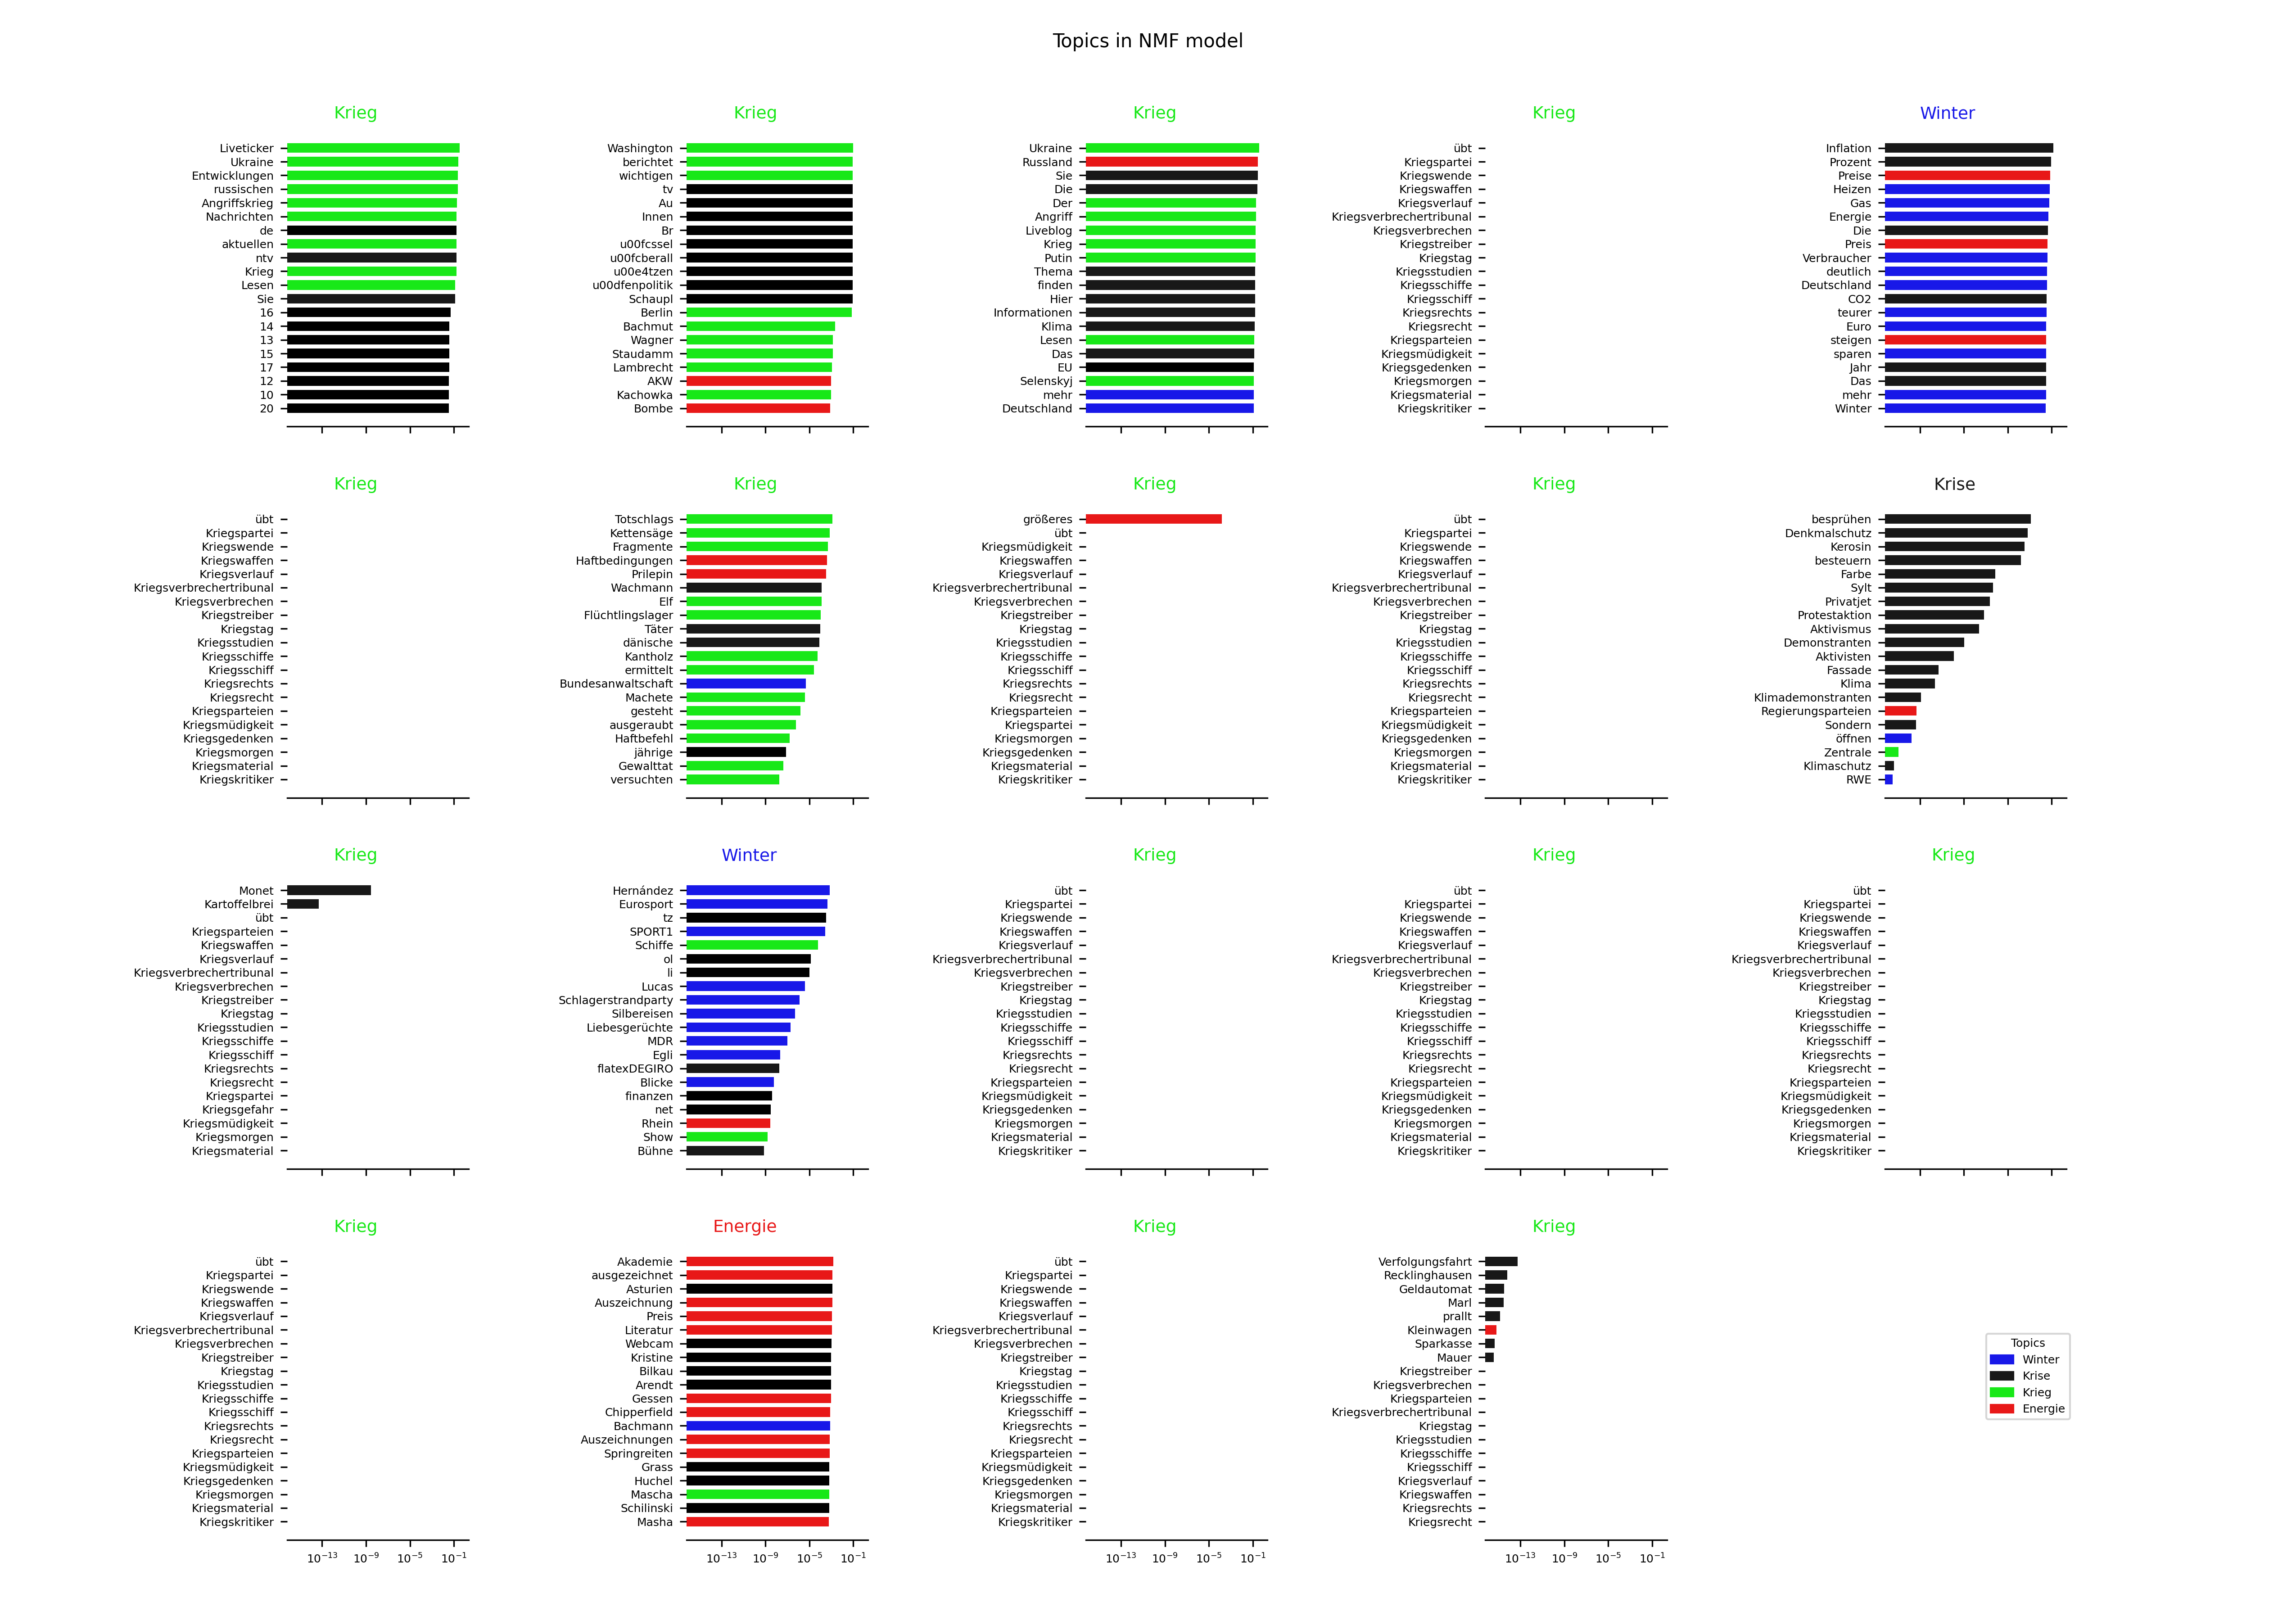 Topics in NMF model
Krieg
Liveticker
Ukraine
Entwicklungen
russischen
Angriffskrieg
Nachrichten
de
aktuellen
ntv
Krieg
Lesen
Sie
16
14
13
15
17
12
10
20
Krieg
Washington
berichtet
wichtigen
tv
Au
Innen
Br
u00fcssel
u00fcberall
u00e4tzen
u00dfenpolitik
Schaupl
Berlin
Bachmut
Wagner
Staudamm
Lambrecht
AKW
Kachowka
Bombe
Krieg
Ukraine
Russland
Sie
Die
Der
Angriff
Liveblog
Krieg
Putin
Thema
finden
Hier
Informationen
Klima
Lesen
Das
EU
Selenskyj
mehr
Deutschland
Krieg
übt
Kriegspartei
Kriegswende
Kriegswaffen
Kriegsverlauf
Kriegsverbrechertribunal
Kriegsverbrechen
Kriegstreiber
Kriegstag
Kriegsstudien
Kriegsschiffe
Kriegsschiff
Kriegsrechts
Kriegsrecht
Kriegsparteien
Kriegsmüdigkeit
Kriegsgedenken
Kriegsmorgen
Kriegsmaterial
Kriegskritiker
Winter
Inflation
Prozent
Preise
Heizen
Gas
Energie
Die
Preis
Verbraucher
deutlich
Deutschland
CO2
teurer
Euro
steigen
sparen
Jahr
Das
mehr
Winter
Krieg
übt
Kriegspartei
Kriegswende
Kriegswaffen
Kriegsverlauf
Kriegsverbrechertribunal
Kriegsverbrechen
Kriegstreiber
Kriegstag
Kriegsstudien
Kriegsschiffe
Kriegsschiff
Kriegsrechts
Kriegsrecht
Kriegsparteien
Kriegsmüdigkeit
Kriegsgedenken
Kriegsmorgen
Kriegsmaterial
Kriegskritiker
Krieg
Totschlags
Kettensäge
Fragmente
Haftbedingungen
Prilepin
Wachmann
Elf
Flüchtlingslager
Täter
dänische
Kantholz
ermittelt
Bundesanwaltschaft
Machete
gesteht
ausgeraubt
Haftbefehl
jährige
Gewalttat
versuchten
Krieg
größeres
übt
Kriegsmüdigkeit
Kriegswaffen
Kriegsverlauf
Kriegsverbrechertribunal
Kriegsverbrechen
Kriegstreiber
Kriegstag
Kriegsstudien
Kriegsschiffe
Kriegsschiff
Kriegsrechts
Kriegsrecht
Kriegsparteien
Kriegspartei
Kriegsmorgen
Kriegsgedenken
Kriegsmaterial
Kriegskritiker
Krieg
übt
Kriegspartei
Kriegswende
Kriegswaffen
Kriegsverlauf
Kriegsverbrechertribunal
Kriegsverbrechen
Kriegstreiber
Kriegstag
Kriegsstudien
Kriegsschiffe
Kriegsschiff
Kriegsrechts
Kriegsrecht
Kriegsparteien
Kriegsmüdigkeit
Kriegsgedenken
Kriegsmorgen
Kriegsmaterial
Kriegskritiker
Krise
besprühen
Denkmalschutz
Kerosin
besteuern
Farbe
Sylt
Privatjet
Protestaktion
Aktivismus
Demonstranten
Aktivisten
Fassade
Klima
Klimademonstranten
Regierungsparteien
Sondern
öffnen
Zentrale
Klimaschutz
RWE
Krieg
Monet
Kartoffelbrei
übt
Kriegsparteien
Kriegswaffen
Kriegsverlauf
Kriegsverbrechertribunal
Kriegsverbrechen
Kriegstreiber
Kriegstag
Kriegsstudien
Kriegsschiffe
Kriegsschiff
Kriegsrechts
Kriegsrecht
Kriegspartei
Kriegsgefahr
Kriegsmüdigkeit
Kriegsmorgen
Kriegsmaterial
Winter
Hernández
Eurosport
tz
SPORT1
Schiffe
ol
li
Lucas
Schlagerstrandparty
Silbereisen
Liebesgerüchte
MDR
Egli
flatexDEGIRO
Blicke
finanzen
net
Rhein
Show
Bühne
Krieg
übt
Kriegspartei
Kriegswende
Kriegswaffen
Kriegsverlauf
Kriegsverbrechertribunal
Kriegsverbrechen
Kriegstreiber
Kriegstag
Kriegsstudien
Kriegsschiffe
Kriegsschiff
Kriegsrechts
Kriegsrecht
Kriegsparteien
Kriegsmüdigkeit
Kriegsgedenken
Kriegsmorgen
Kriegsmaterial
Kriegskritiker
Krieg
übt
Kriegspartei
Kriegswende
Kriegswaffen
Kriegsverlauf
Kriegsverbrechertribunal
Kriegsverbrechen
Kriegstreiber
Kriegstag
Kriegsstudien
Kriegsschiffe
Kriegsschiff
Kriegsrechts
Kriegsrecht
Kriegsparteien
Kriegsmüdigkeit
Kriegsgedenken
Kriegsmorgen
Kriegsmaterial
Kriegskritiker
Krieg
übt
Kriegspartei
Kriegswende
Kriegswaffen
Kriegsverlauf
Kriegsverbrechertribunal
Kriegsverbrechen
Kriegstreiber
Kriegstag
Kriegsstudien
Kriegsschiffe
Kriegsschiff
Kriegsrechts
Kriegsrecht
Kriegsparteien
Kriegsmüdigkeit
Kriegsgedenken
Kriegsmorgen
Kriegsmaterial
Kriegskritiker
Krieg
übt
Kriegspartei
Kriegswende
Kriegswaffen
Kriegsverlauf
Kriegsverbrechertribunal
Kriegsverbrechen
Kriegstreiber
Kriegstag
Kriegsstudien
Kriegsschiffe
Kriegsschiff
Kriegsrechts
Kriegsrecht
Kriegsparteien
Kriegsmüdigkeit
Kriegsgedenken
Kriegsmorgen
Kriegsmaterial
Kriegskritiker
10⁻¹³ 10⁻⁹ 10⁻⁵ 10⁻¹
Energie
Akademie
ausgezeichnet
Asturien
Auszeichnung
Preis
Literatur
Webcam
Kristine
Bilkau
Arendt
Gessen
Chipperfield
Bachmann
Auszeichnungen
Springreiten
Grass
Huchel
Mascha
Schilinski
Masha
10⁻¹³ 10⁻⁹ 10⁻⁵ 10⁻¹
Krieg
übt
Kriegspartei
Kriegswende
Kriegswaffen
Kriegsverlauf
Kriegsverbrechertribunal
Kriegsverbrechen
Kriegstreiber
Kriegstag
Kriegsstudien
Kriegsschiffe
Kriegsschiff
Kriegsrechts
Kriegsrecht
Kriegsparteien
Kriegsmüdigkeit
Kriegsgedenken
Kriegsmorgen
Kriegsmaterial
Kriegskritiker
10⁻¹³ 10⁻⁹ 10⁻⁵ 10⁻¹
Krieg
Verfolgungsfahrt
Recklinghausen
Geldautomat
Marl
prallt
Kleinwagen
Sparkasse
Mauer
Kriegstreiber
Kriegsverbrechen
Kriegsparteien
Kriegsverbrechertribunal
Kriegstag
Kriegsstudien
Kriegsschiffe
Kriegsschiff
Kriegsverlauf
Kriegswaffen
Kriegsrechts
Kriegsrecht
10⁻¹³ 10⁻⁹ 10⁻⁵ 10⁻¹
Topics
Winter
Krise
Krieg
Energie